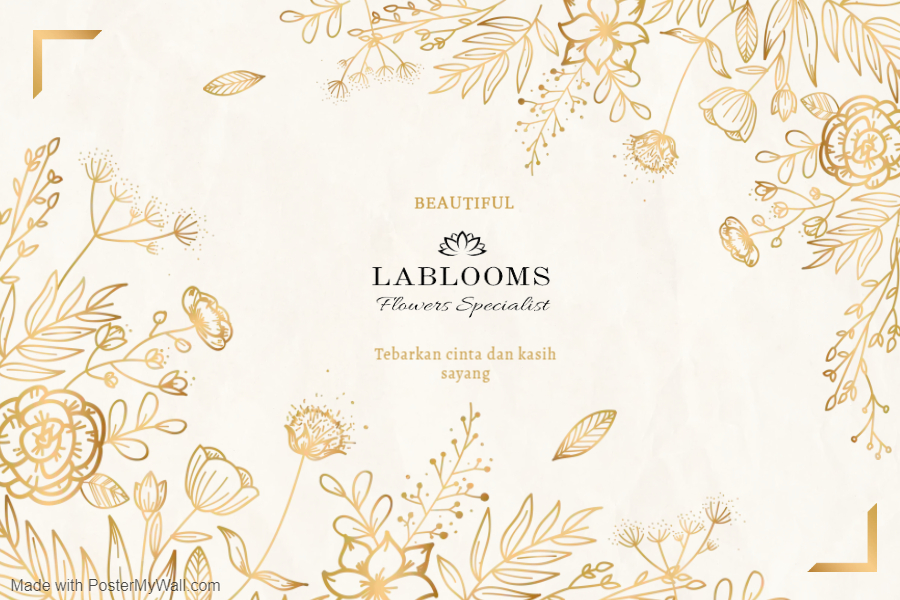 BEAUTIFUL
LABLOOMS
Flowers Specialist
Tebarkan cinta dan kasih
sayang
Made with PosterMyWall.com